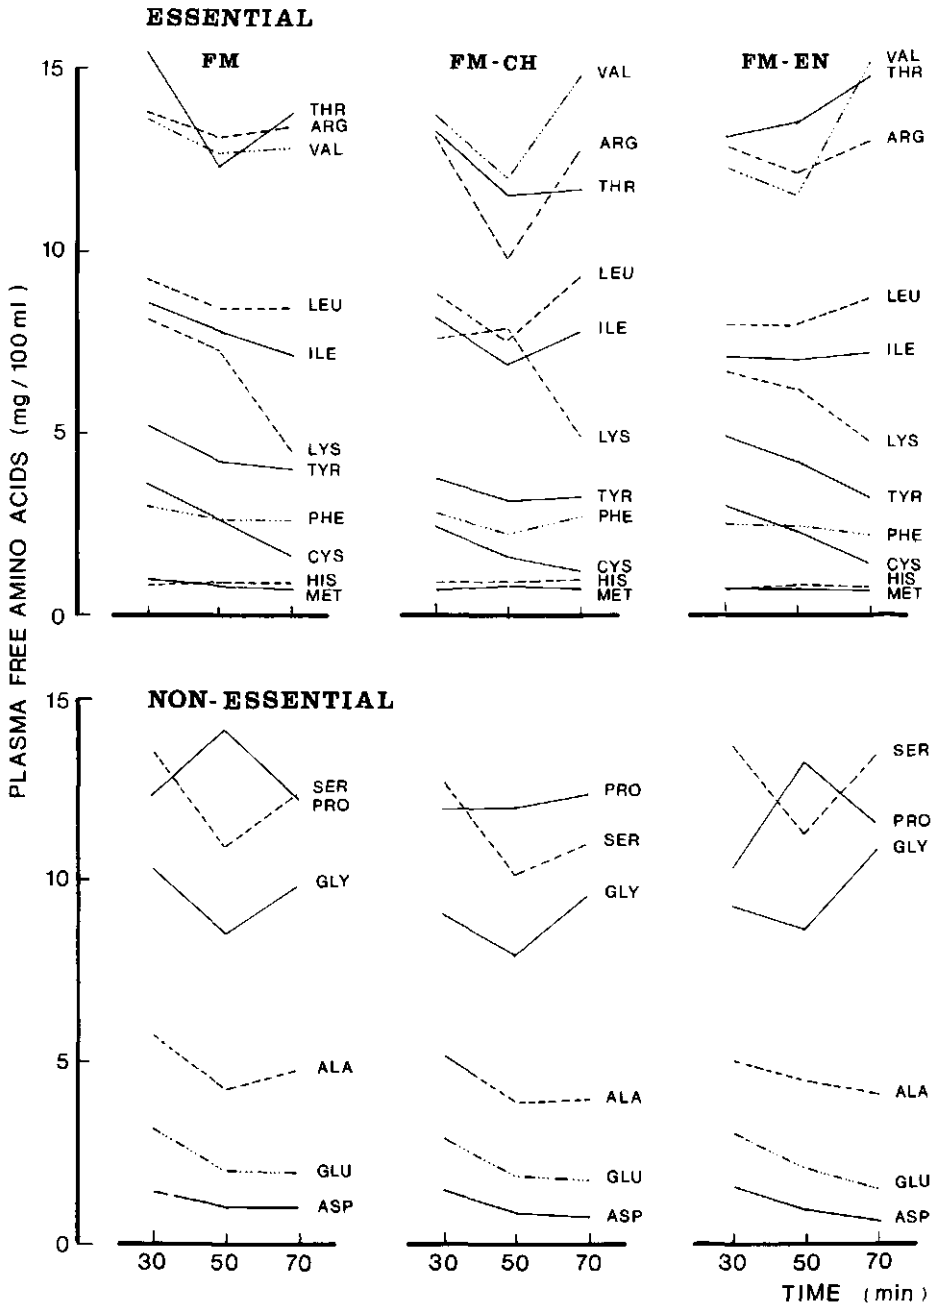 ESSENTIAL
FM
FM-CH
FM-EN
PLASMA FREE AMINO ACIDS (mg / 100 ml)
15
10
5
0
THR
ARG
VAL
LEU
ILE
LYS
TYR
PHE
CYS
HIS
MET
VAL
ARG
THR
LEU
ILE
LYS
TYR
PHE
CYS
HIS
MET
VAL
THR
ARG
LEU
ILE
LYS
TYR
PHE
CYS
HIS
MET
NON-ESSENTIAL
15
10
5
0
SER
PRO
GLY
ALA
GLU
ASP
PRO
SER
GLY
ALA
GLU
ASP
SER
PRO
GLY
ALA
GLU
ASP
30 50 70
30 50 70
30 50 70
TIME (min)